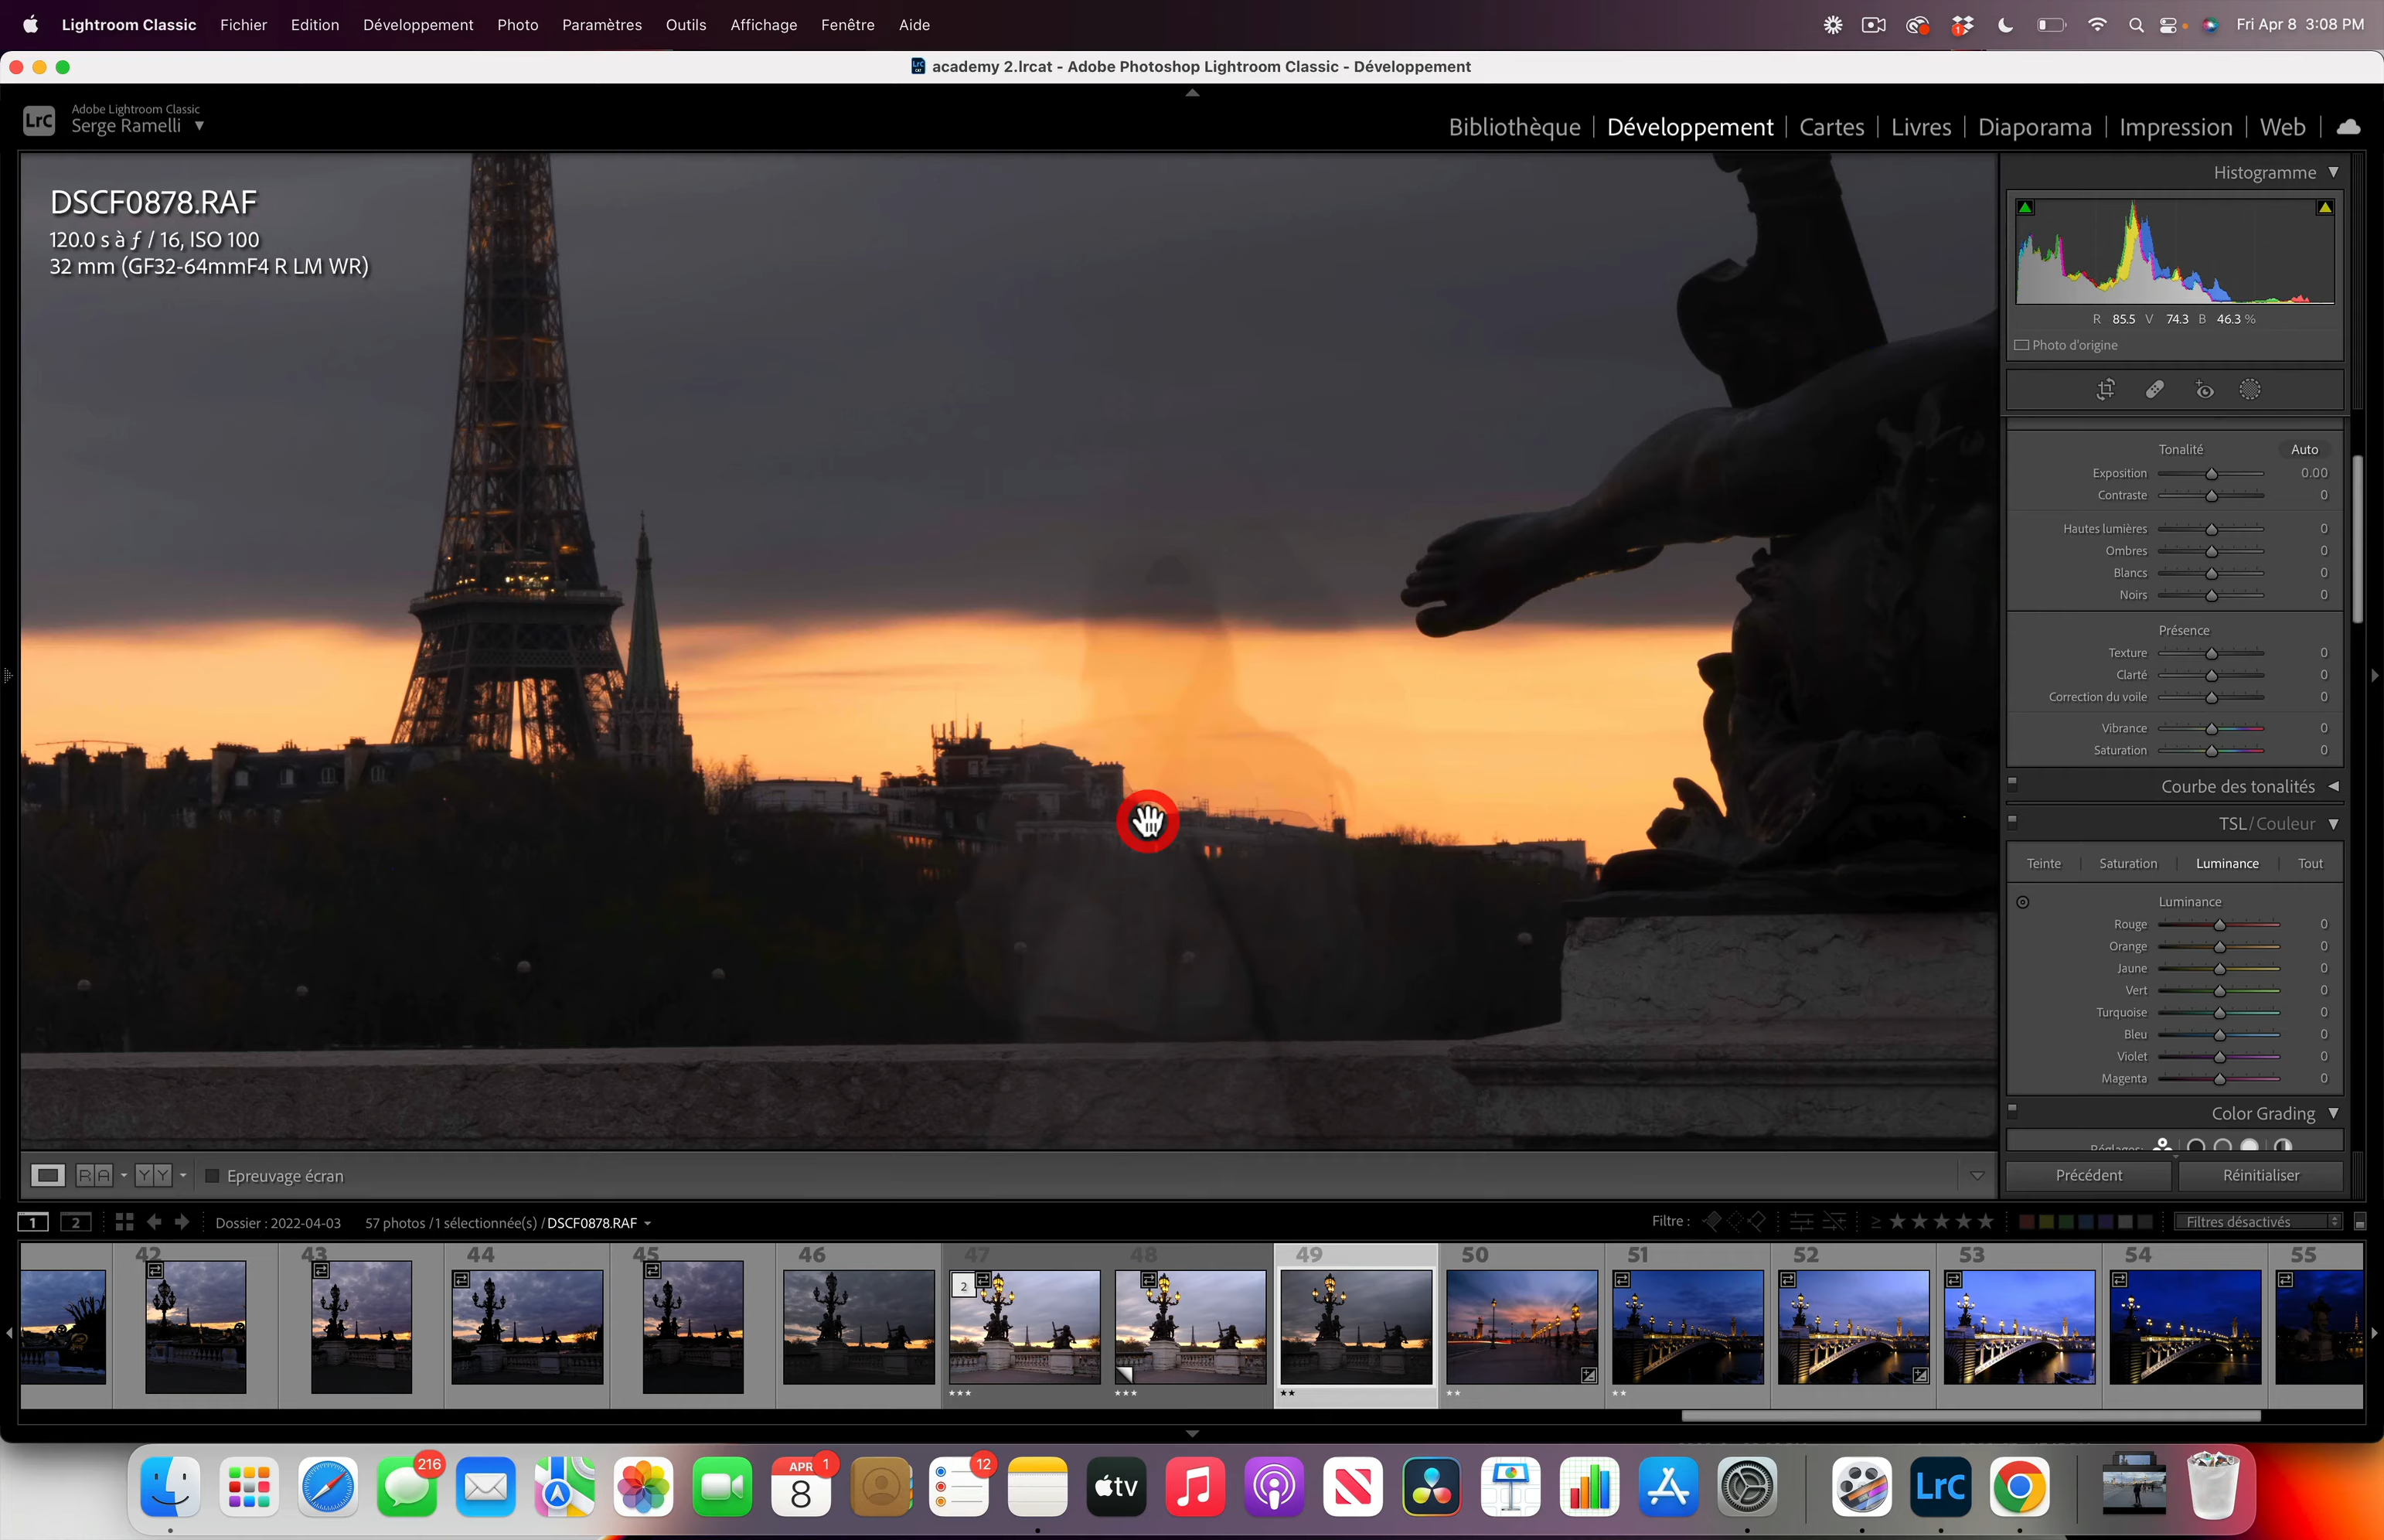 Lightroom Classic Fichier Edition Développement Photo Paramètres Outils Affichage Fenêtre Aide
1
Fri Apr 8 3:08 PM
LrC CAT academy 2.lrcat - Adobe Photoshop Lightroom Classic - Développement
LrC
Adobe Lightroom Classic
Serge Ramelli
Bibliothèque | Développement | Cartes | Livres | Diaporama | Impression | Web
DSCF0878.RAF
120.0 s à ƒ / 16, ISO 100
32 mm (GF32-64mmF4 R LM WR)
Histogramme
R 85.5 V 74.3 B 46.3 %
Photo d'origine
Tonalité Auto
Exposition 0.00
Contraste 0
Hautes lumières 0
Ombres 0
Blancs 0
Noirs 0
Présence
Texture 0
Clarté 0
Correction du voile 0
Vibrance 0
Saturation 0
Courbe des tonalités
TSL / Couleur
Teinte Saturation Luminance Tout
Luminance
Rouge 0
Orange 0
Jaune 0
Vert 0
Turquoise 0
Bleu 0
Violet 0
Magenta 0
Color Grading
Réglages:
R A Y Y Epreuvage écran
Précédent Réinitialiser
1 2 Dossier : 2022-04-03 57 photos /1 sélectionnée(s) /DSCF0878.RAF Filtre : ≥ ★★★★★ Filtres désactivés
42 43 44 45 46 47 48 49 50 51 52 53 54 55
2
★★★ ★★★ ★★ ★★ ★★
216 APR 8 1 12 tv LrC